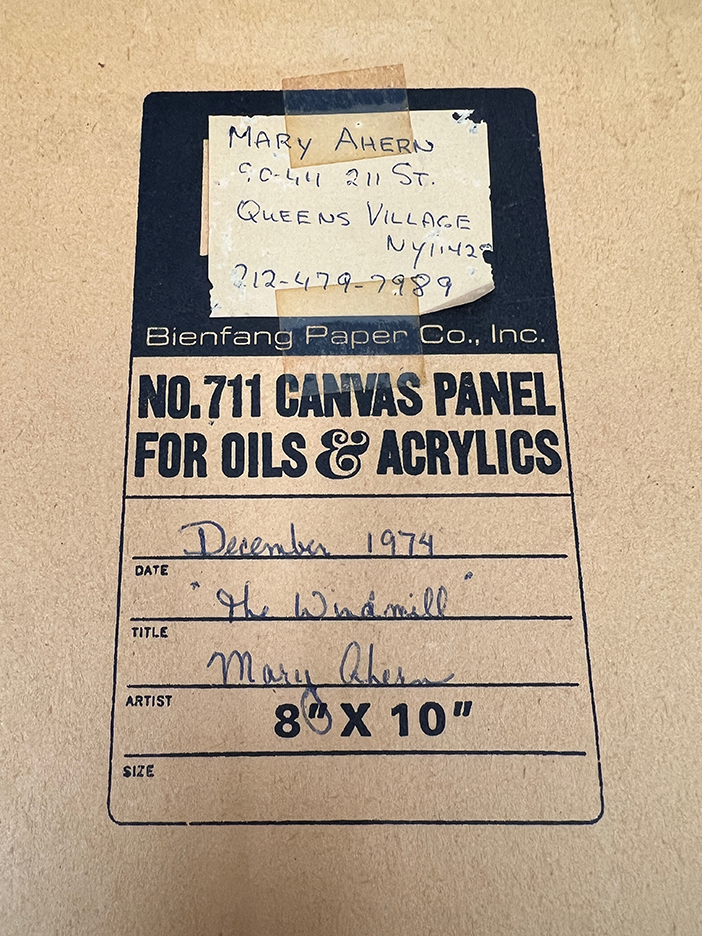 MARY AHERN
90-44 211 ST.
QUEENS VILLAGE
NY 11428
212-479-7989
Bienfang Paper Co., Inc.
NO. 711 CANVAS PANEL
FOR OILS & ACRYLICS
December 1974
DATE
"the Windmill"
TITLE
Mary Ahern
ARTIST
8" X 10"
SIZE